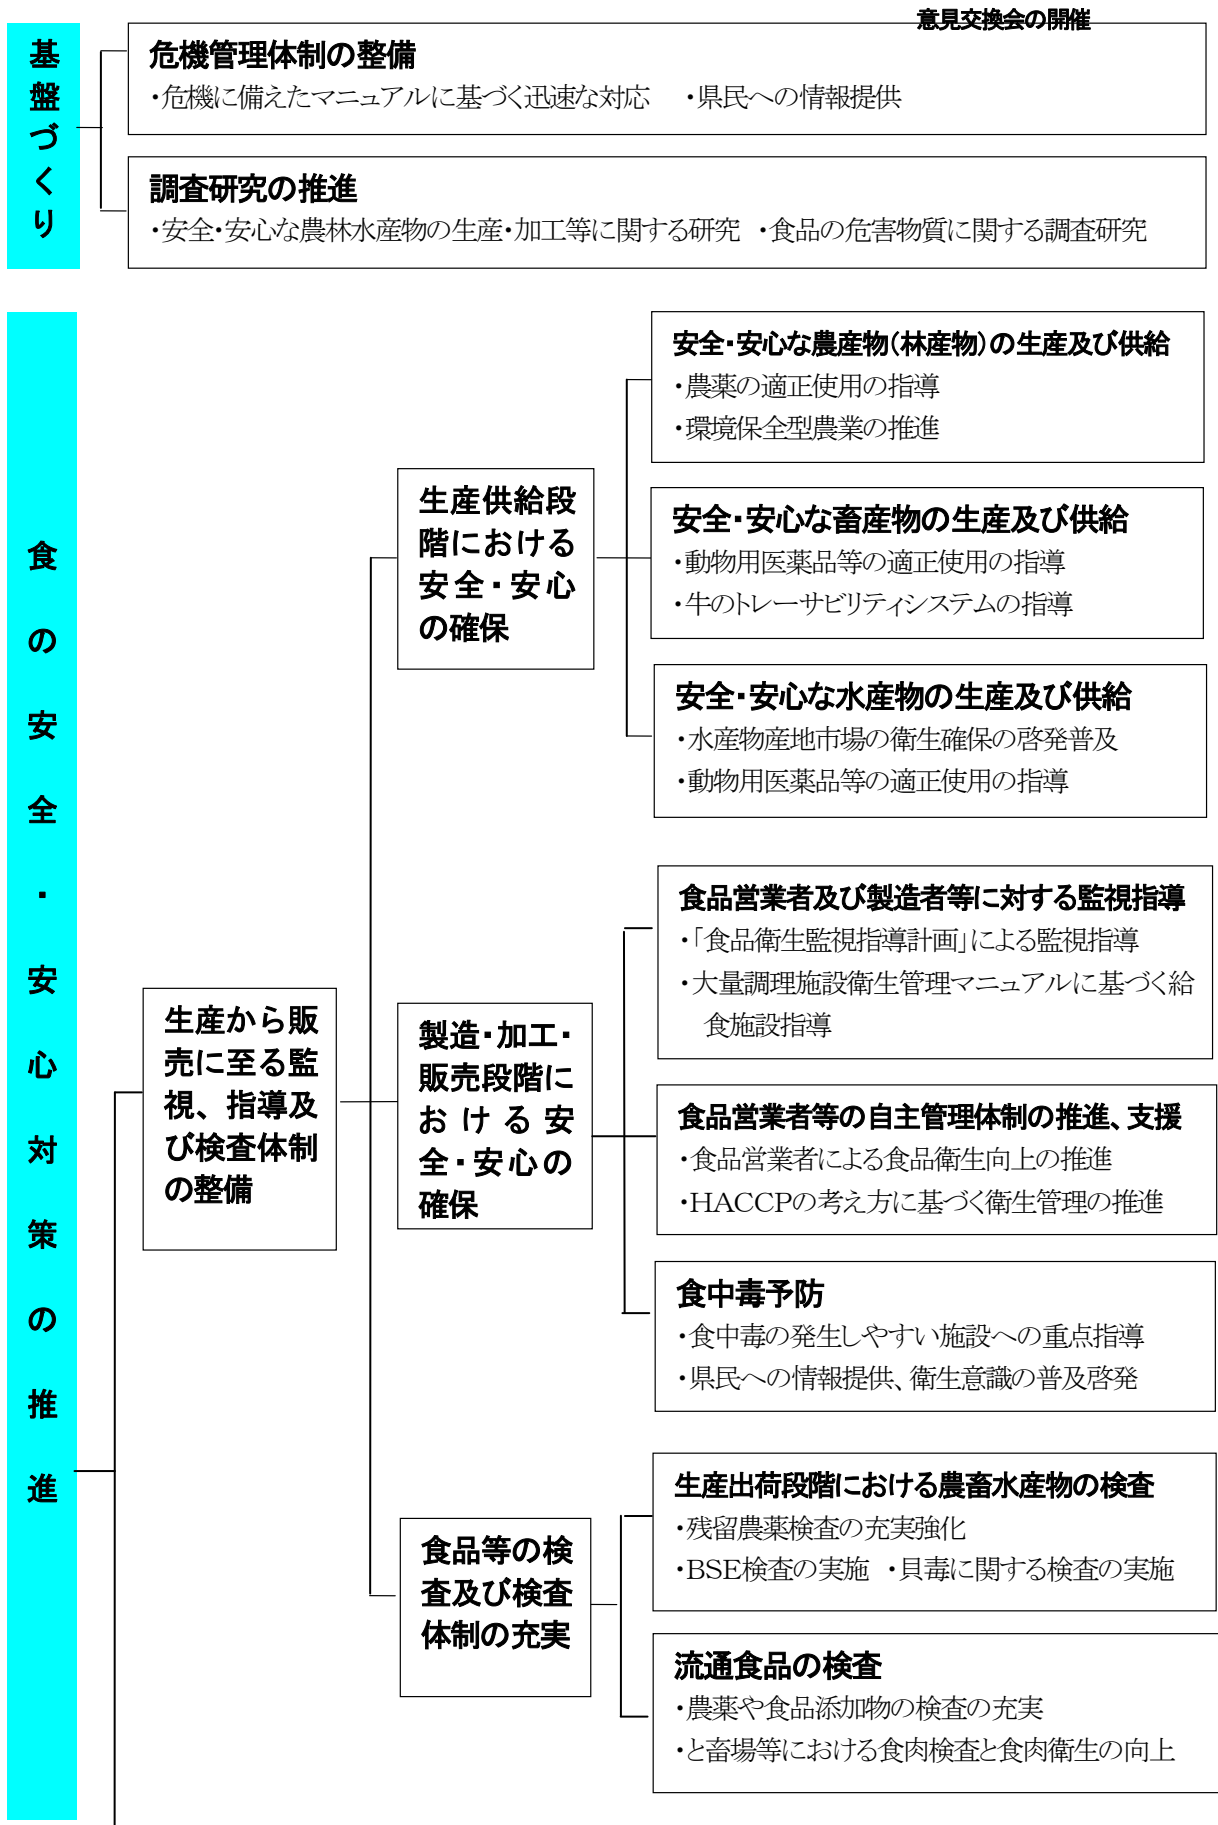 意見交換会の開催
基盤づくり
危機管理体制の整備
・危機に備えたマニュアルに基づく迅速な対応　・県民への情報提供
調査研究の推進
・安全・安心な農林水産物の生産・加工等に関する研究　・食品の危害物質に関する調査研究
食の安全・安心対策の推進
生産から販
売に至る監
視、指導及
び検査体制
の整備
生産供給段
階における
安全・安心
の確保
安全・安心な農産物（林産物）の生産及び供給
・農薬の適正使用の指導
・環境保全型農業の推進
安全・安心な畜産物の生産及び供給
・動物用医薬品等の適正使用の指導
・牛のトレーサビリティシステムの指導
安全・安心な水産物の生産及び供給
・水産物産地市場の衛生確保の啓発普及
・動物用医薬品等の適正使用の指導
製造・加工・
販売段階に
おける安
全・安心の
確保
食品営業者及び製造者等に対する監視指導
・「食品衛生監視指導計画」による監視指導
・大量調理施設衛生管理マニュアルに基づく給
食施設指導
食品営業者等の自主管理体制の推進、支援
・食品営業者による食品衛生向上の推進
・HACCPの考え方に基づく衛生管理の推進
食中毒予防
・食中毒の発生しやすい施設への重点指導
・県民への情報提供、衛生意識の普及啓発
食品等の検
査及び検査
体制の充実
生産出荷段階における農畜水産物の検査
・残留農薬検査の充実強化
・BSE検査の実施　・貝毒に関する検査の実施
流通食品の検査
・農薬や食品添加物の検査の充実
・と畜場等における食肉検査と食肉衛生の向上